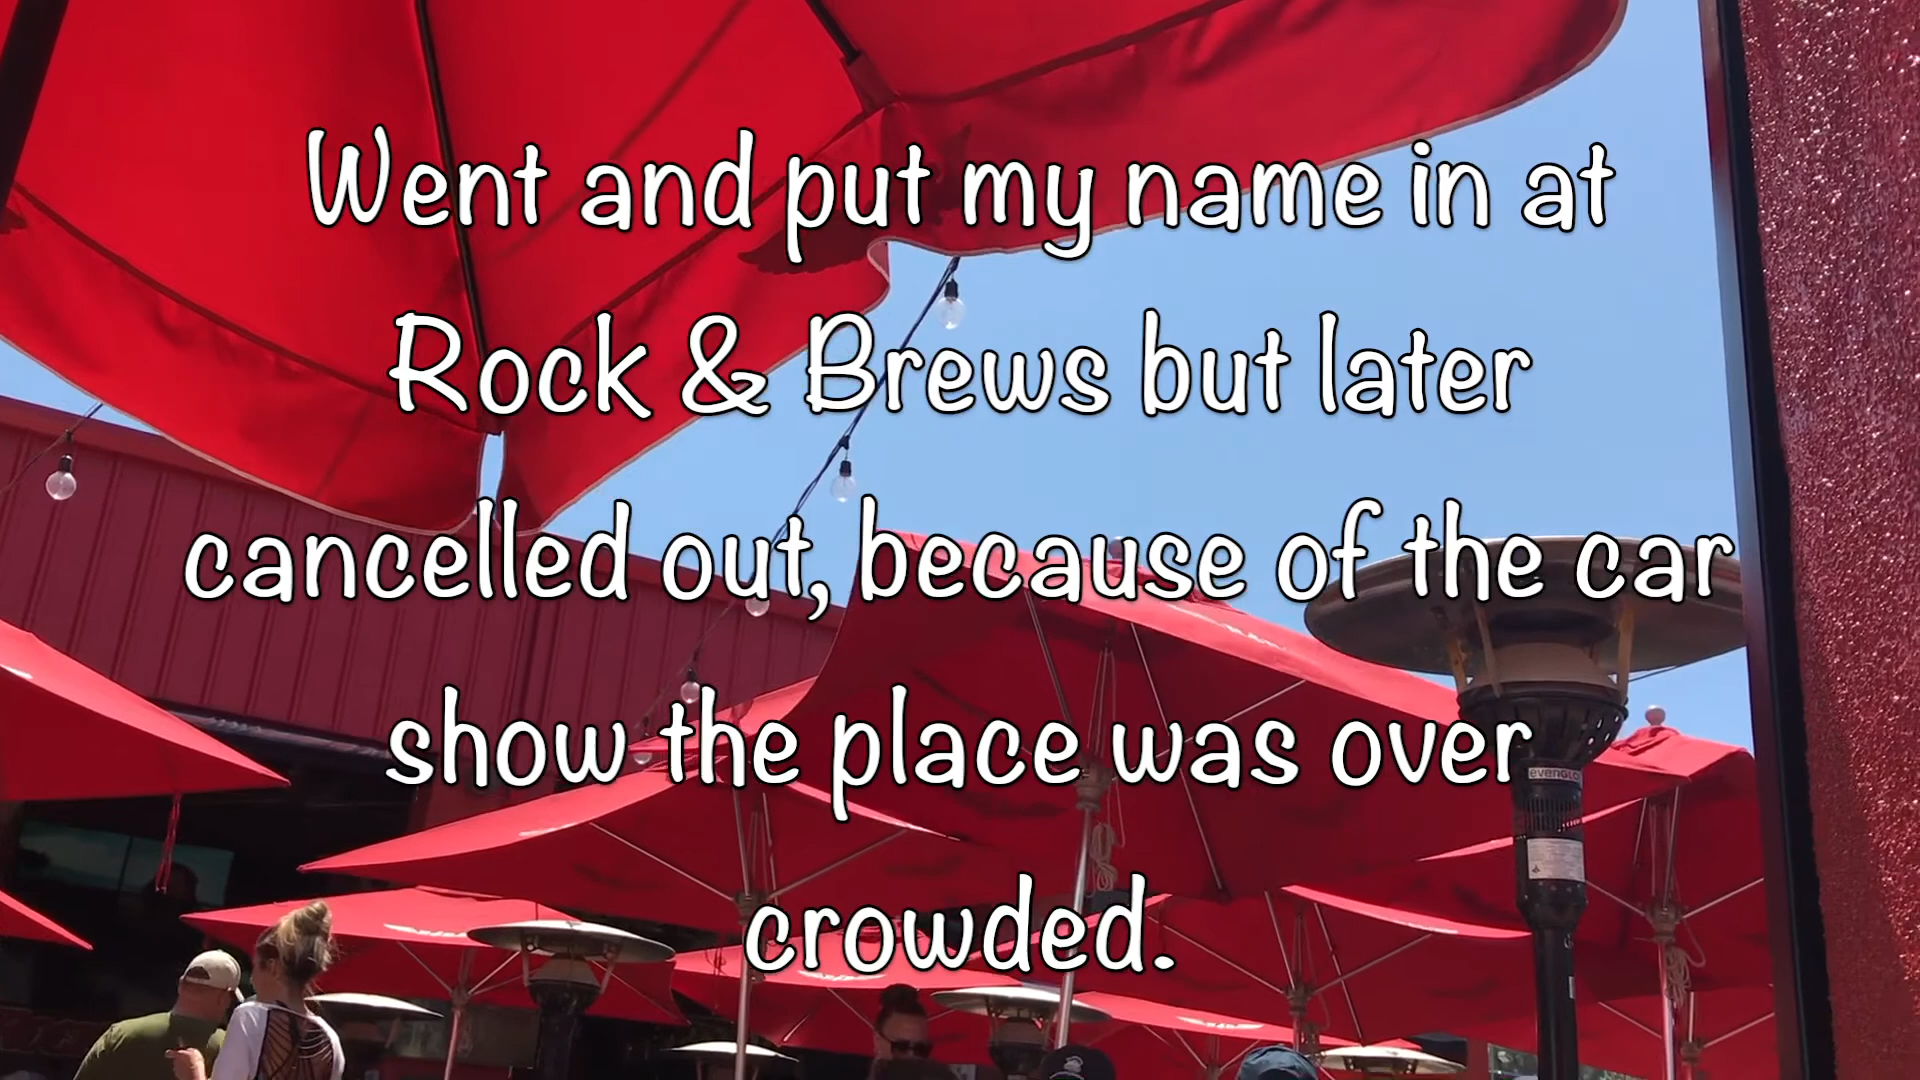 Went and put my name in at
Rock & Brews but later
cancelled out, because of the car
show the place was over
crowded.
evenGLO